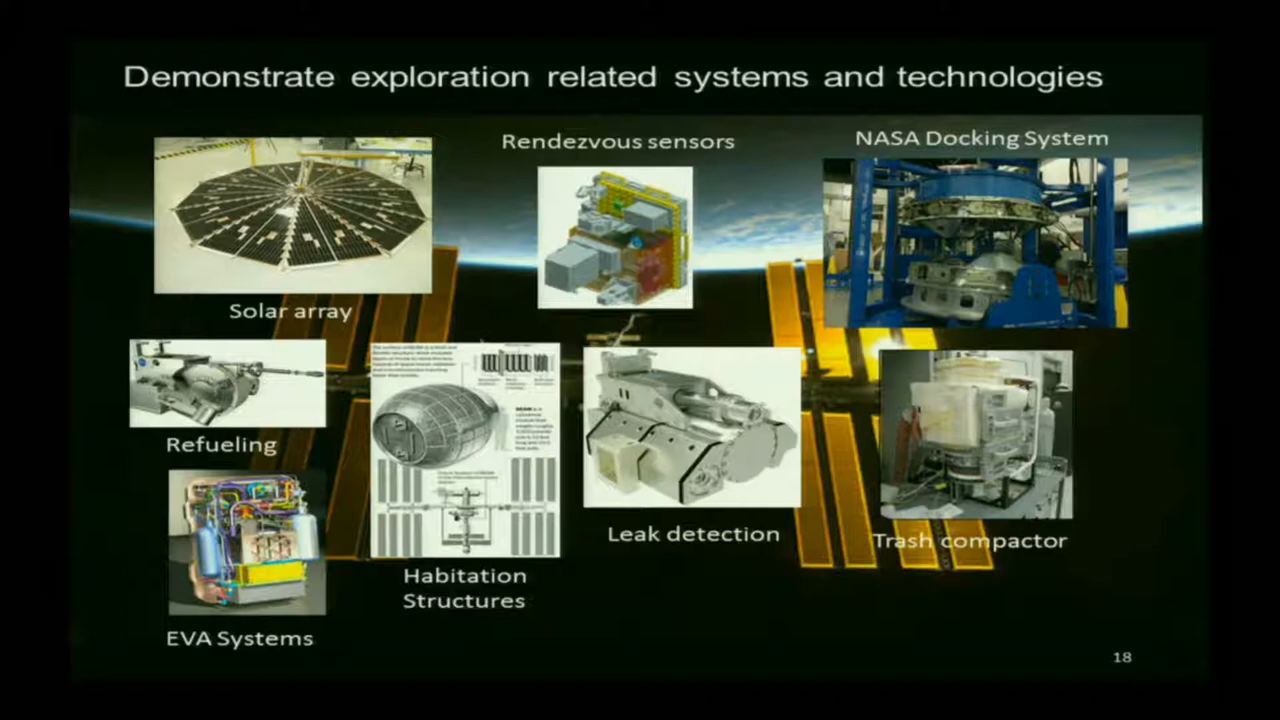 Demonstrate exploration related systems and technologies
Rendezvous sensors
NASA Docking System
Solar array
Refueling
Leak detection
Trash compactor
Habitation
Structures
EVA Systems
18